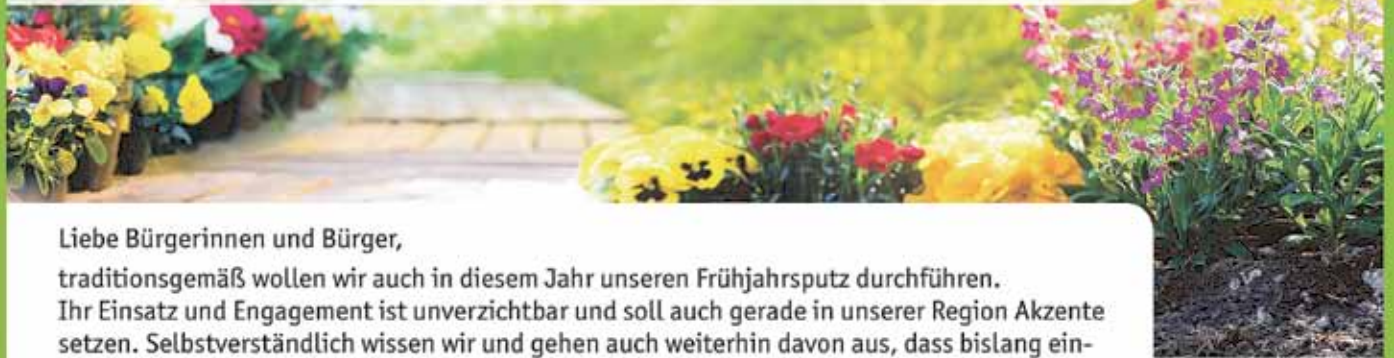 Liebe Bürgerinnen und Bürger,
traditionsgemäß wollen wir auch in diesem Jahr unseren Frühjahrsputz durchführen.
Ihr Einsatz und Engagement ist unverzichtbar und soll auch gerade in unserer Region Akzente
setzen. Selbstverständlich wissen wir und gehen auch weiterhin davon aus, dass bislang ein-